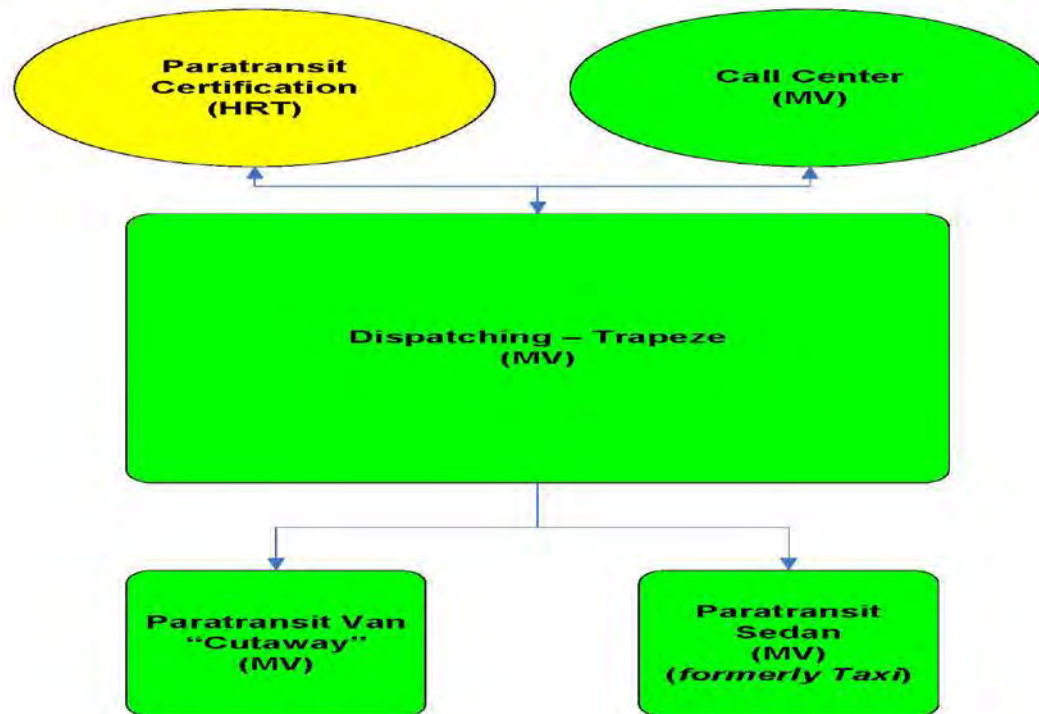 Paratransit
Certification
(HRT)
Call Center
(MV)
Dispatching – Trapeze
(MV)
Paratransit Van
“Cutaway”
(MV)
Paratransit
Sedan
(MV)
(formerly Taxi)